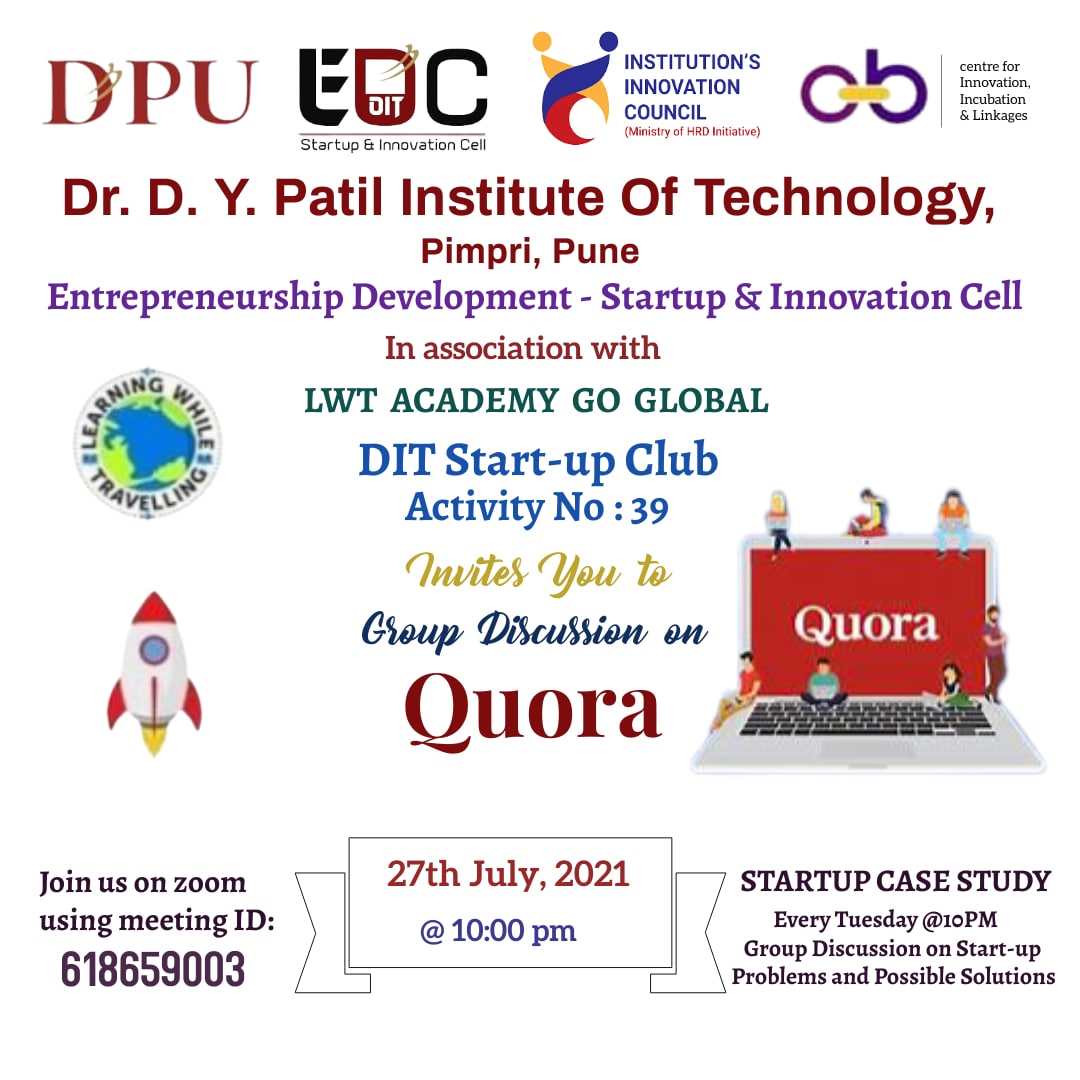 D'PU
EDC
DIT
Startup & Innovation Cell
INSTITUTION'S
INNOVATION
COUNCIL
(Ministry of HRD Initiative)
centre for
Innovation,
Incubation
& Linkages
Dr. D. Y. Patil Institute Of Technology,
Pimpri, Pune
Entrepreneurship Development - Startup & Innovation Cell
In association with
LEARNING WHILE
TRAVELLING
LWT ACADEMY GO GLOBAL
DIT Start-up Club
Activity No : 39
Invites You to
Group Discussion on
Quora
Quora
Join us on zoom
using meeting ID:
618659003
27th July, 2021
@ 10:00 pm
STARTUP CASE STUDY
Every Tuesday @10PM
Group Discussion on Start-up
Problems and Possible Solutions